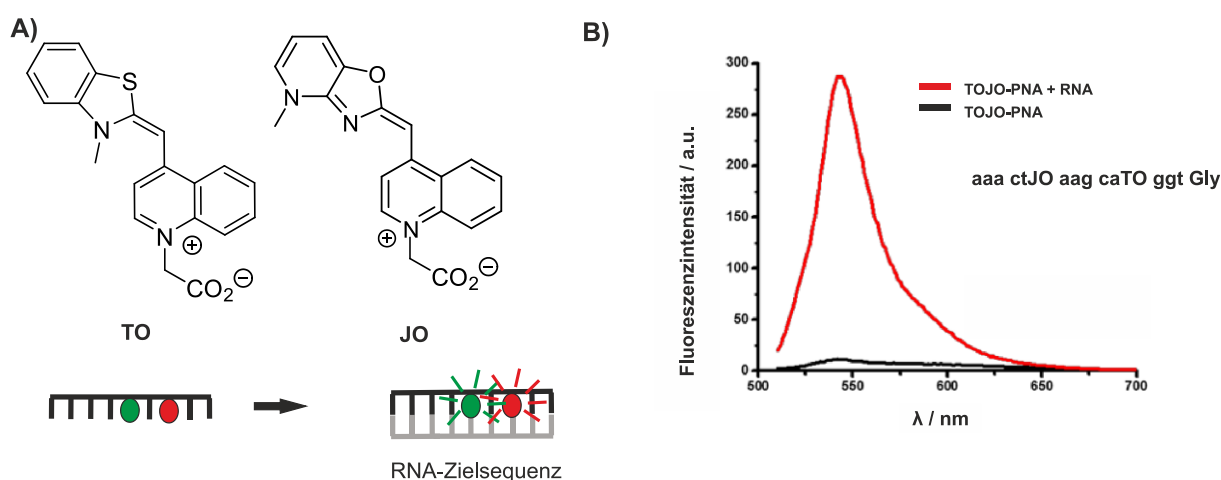 A)
S
N
N
⊕
CO₂ ⊖
TO
O
N
N
N
⊕
CO₂ ⊖
JO
RNA-Zielsequenz
B)
Fluoreszenzintensität / a.u.
300
250
200
150
100
50
0
500
550
600
650
700
λ / nm
TOJO-PNA + RNA
TOJO-PNA
aaa ctJO aag caTO ggt Gly